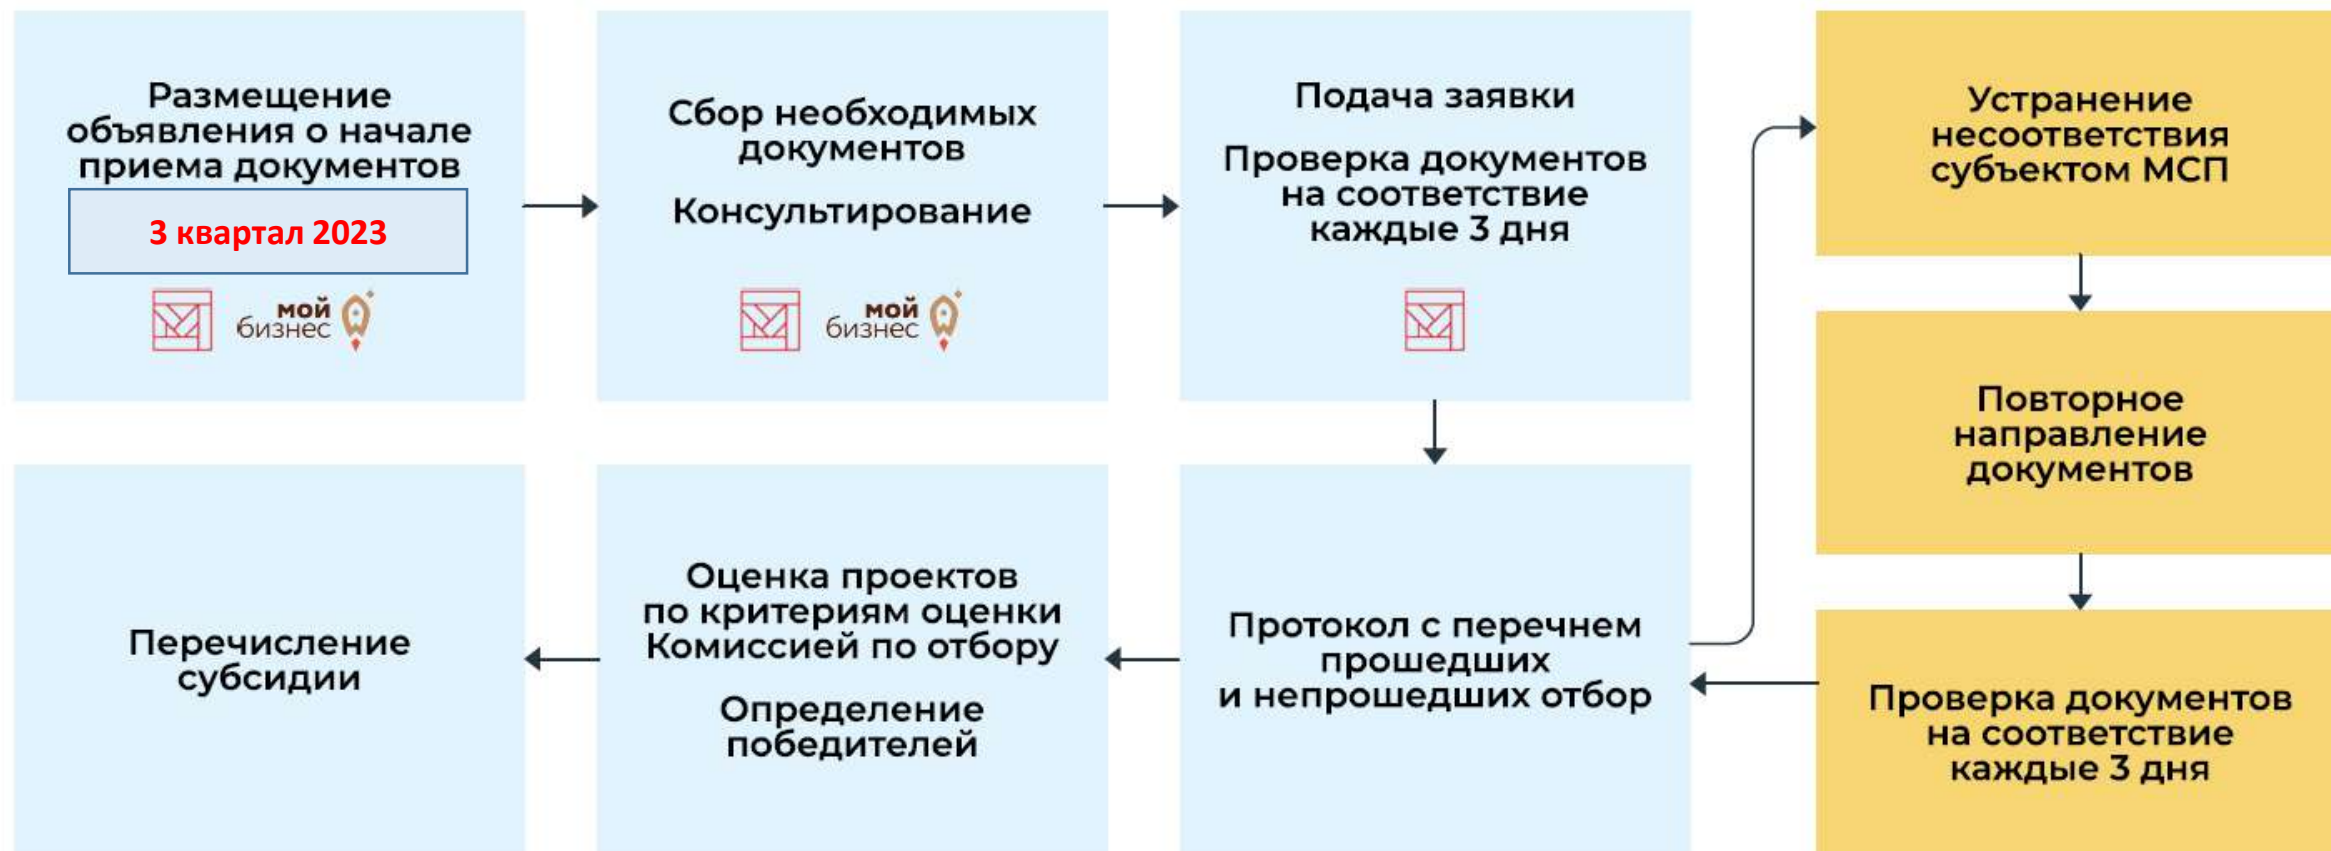 Размещение
объявления о начале
приема документов
3 квартал 2023
мой
бизнес
Сбор необходимых
документов
Консультирование
мой
бизнес
Подача заявки
Проверка документов
на соответствие
каждые 3 дня
Устранение
несоответствия
субъектом МСП
Повторное
направление
документов
Проверка документов
на соответствие
каждые 3 дня
Протокол с перечнем
прошедших
и непрошедших отбор
Оценка проектов
по критериям оценки
Комиссией по отбору
Определение
победителей
Перечисление
субсидии